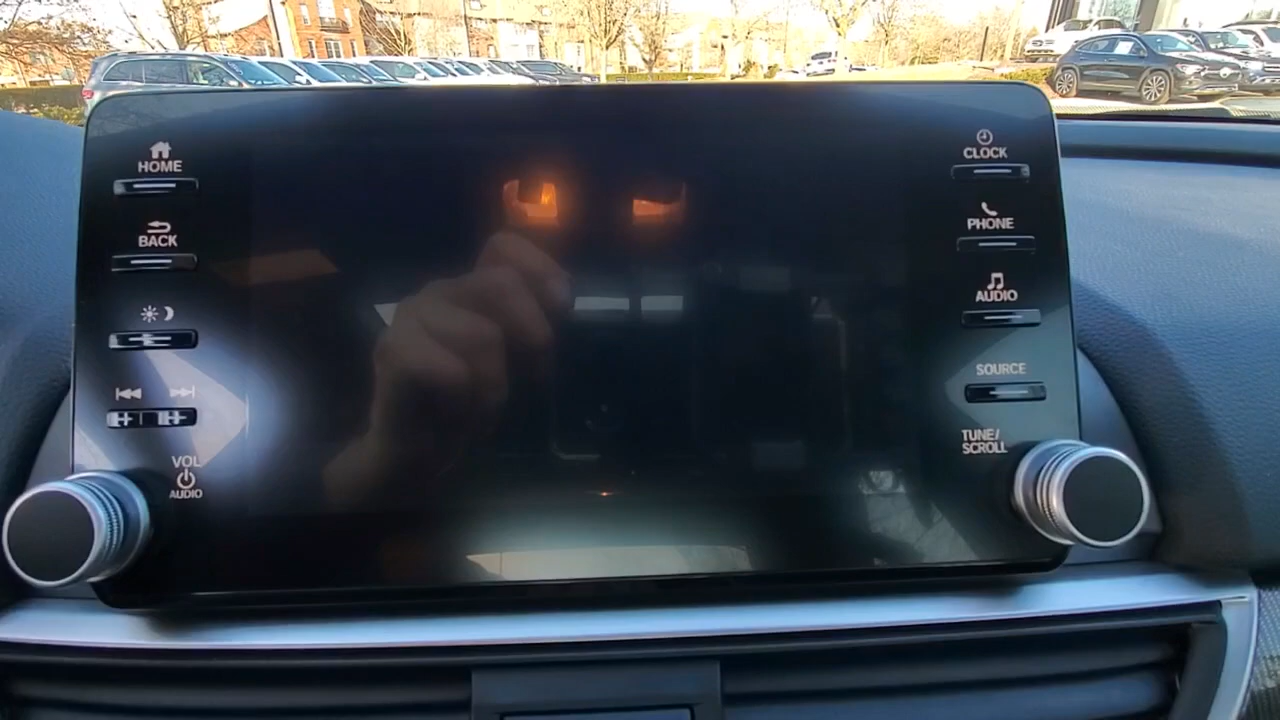 HOME
BACK
VOL
AUDIO
CLOCK
PHONE
AUDIO
SOURCE
TUNE/
SCROLL